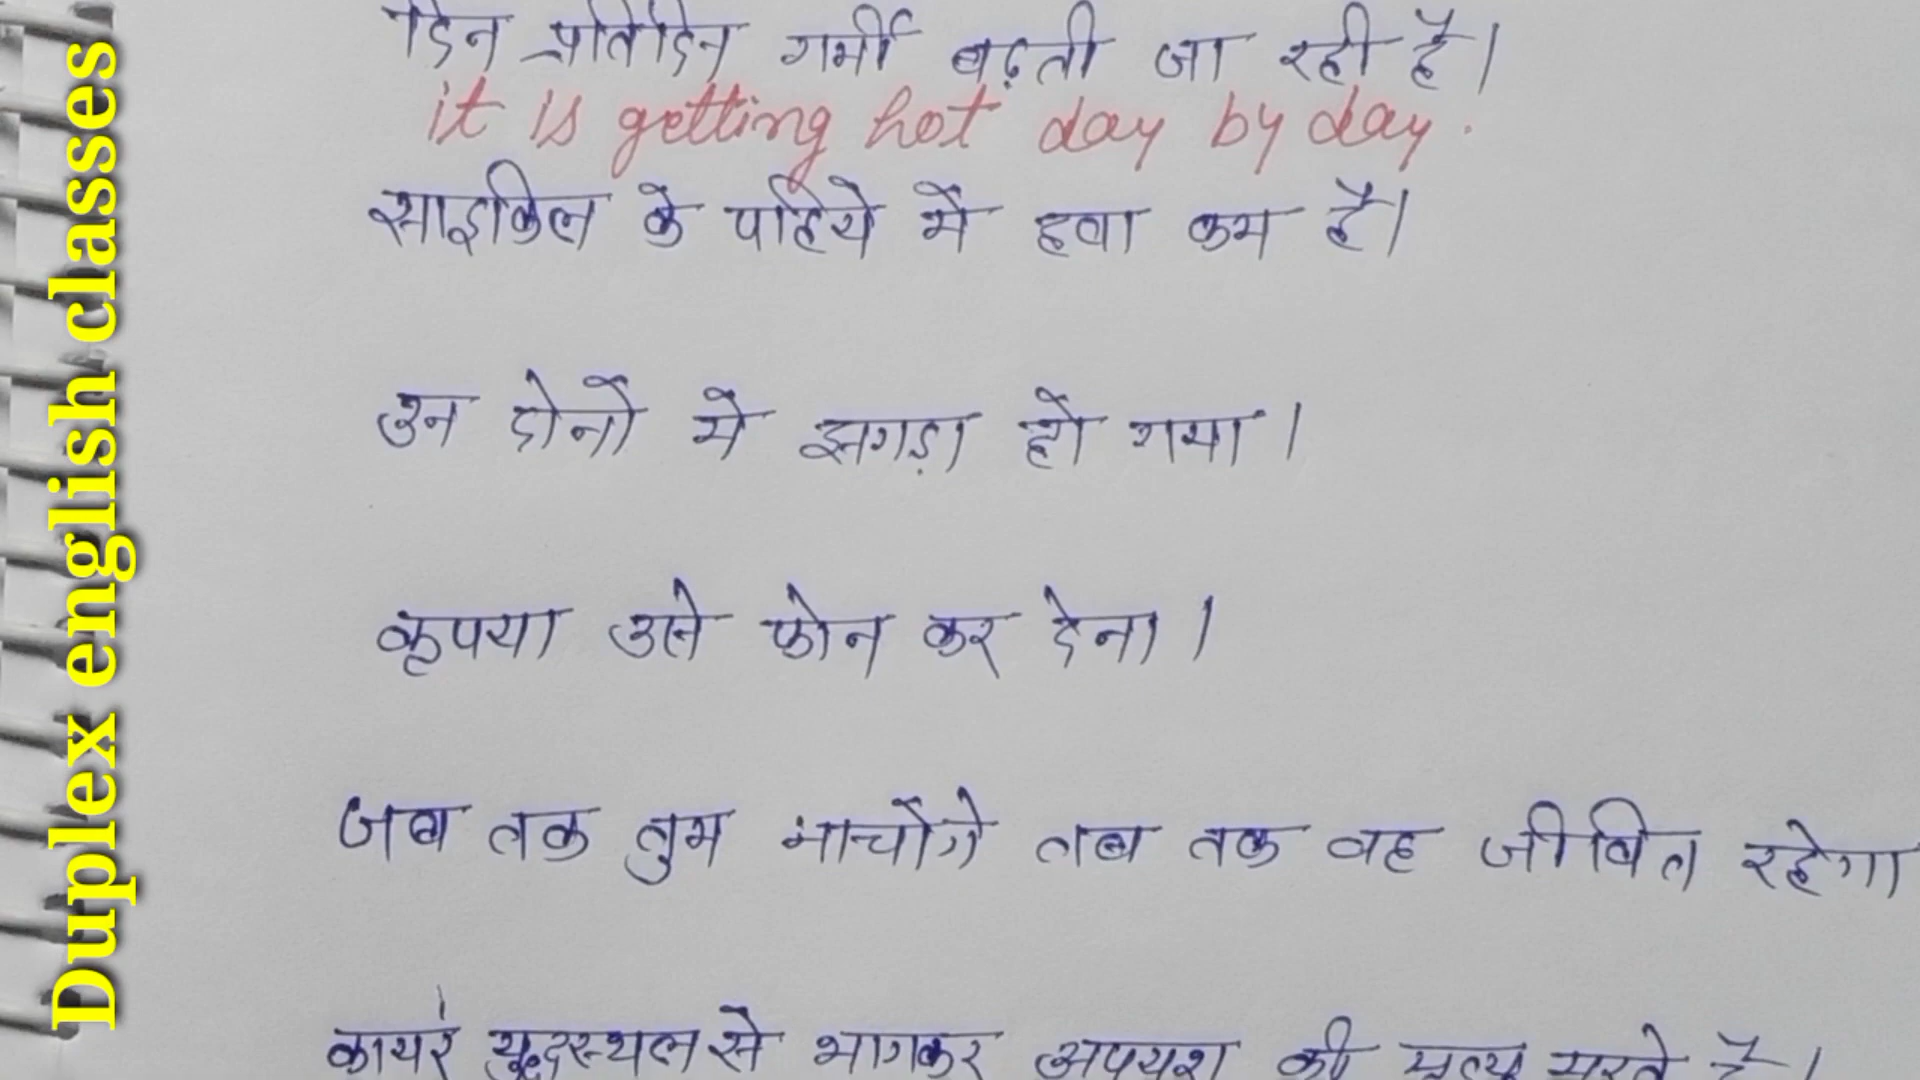 दिन प्रतिदिन गर्मी बढ़ती जा रही है।
it is getting hot day by day.
साइकिल के पहिये में हवा कम है।
उन दोनों में झगड़ा हो गया।
कृपया उसे फोन कर देना।
जब तक तुम नाचोगे तब तक वह जीवित रहेगा
कायर युद्धस्थल से भागकर अपयश की मृत्यु मरते है।
Duplex english classes